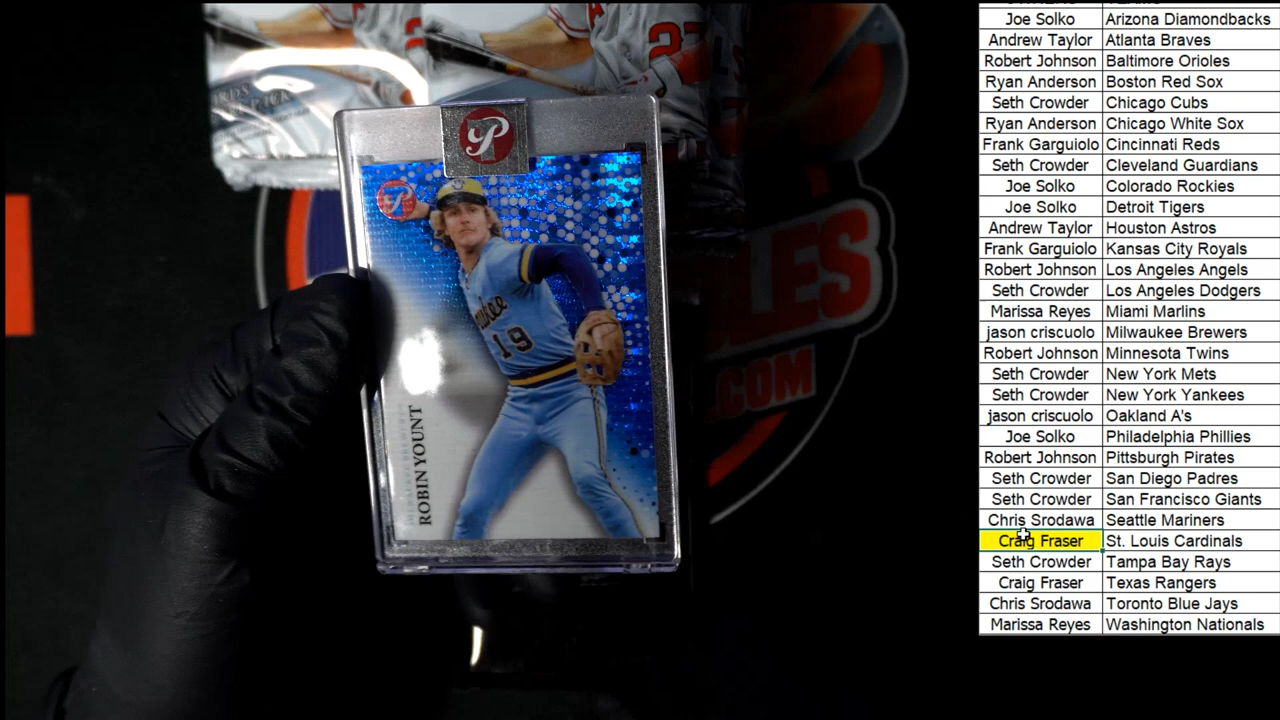 Joe Solko Arizona Diamondbacks
Andrew Taylor Atlanta Braves
Robert Johnson Baltimore Orioles
Ryan Anderson Boston Red Sox
Seth Crowder Chicago Cubs
Ryan Anderson Chicago White Sox
Frank Garguiolo Cincinnati Reds
Seth Crowder Cleveland Guardians
Joe Solko Colorado Rockies
Joe Solko Detroit Tigers
Andrew Taylor Houston Astros
Frank Garguiolo Kansas City Royals
Robert Johnson Los Angeles Angels
Seth Crowder Los Angeles Dodgers
Marissa Reyes Miami Marlins
jason criscuolo Milwaukee Brewers
Robert Johnson Minnesota Twins
Seth Crowder New York Mets
Seth Crowder New York Yankees
jason criscuolo Oakland A's
Joe Solko Philadelphia Phillies
Robert Johnson Pittsburgh Pirates
Seth Crowder San Diego Padres
Seth Crowder San Francisco Giants
Chris Srodawa Seattle Mariners
Craig Fraser St. Louis Cardinals
Seth Crowder Tampa Bay Rays
Craig Fraser Texas Rangers
Chris Srodawa Toronto Blue Jays
Marissa Reyes Washington Nationals
P
P
19
ROBIN YOUNT
27
.COM